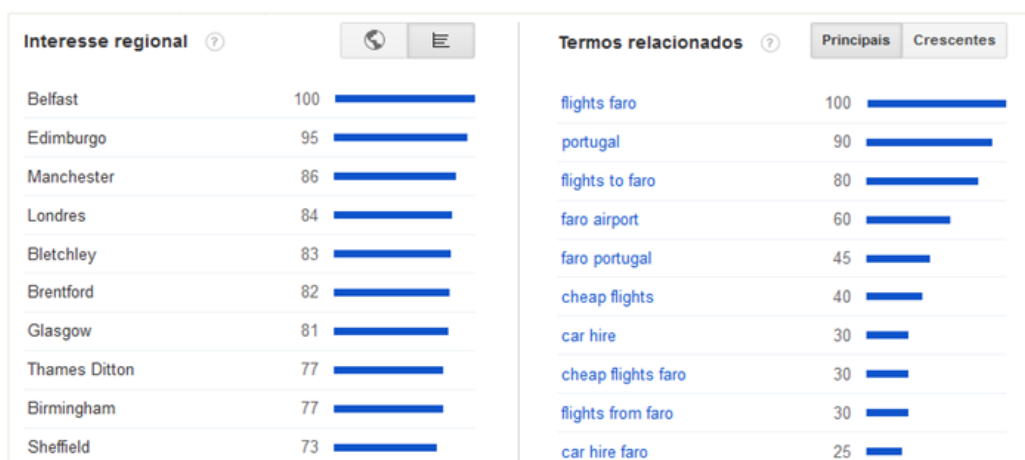 Interesse regional ?
Belfast 100
Edimburgo 95
Manchester 86
Londres 84
Bletchley 83
Brentford 82
Glasgow 81
Thames Ditton 77
Birmingham 77
Sheffield 73
Termos relacionados ? Principais Crescentes
flights faro 100
portugal 90
flights to faro 80
faro airport 60
faro portugal 45
cheap flights 40
car hire 30
cheap flights faro 30
flights from faro 30
car hire faro 25